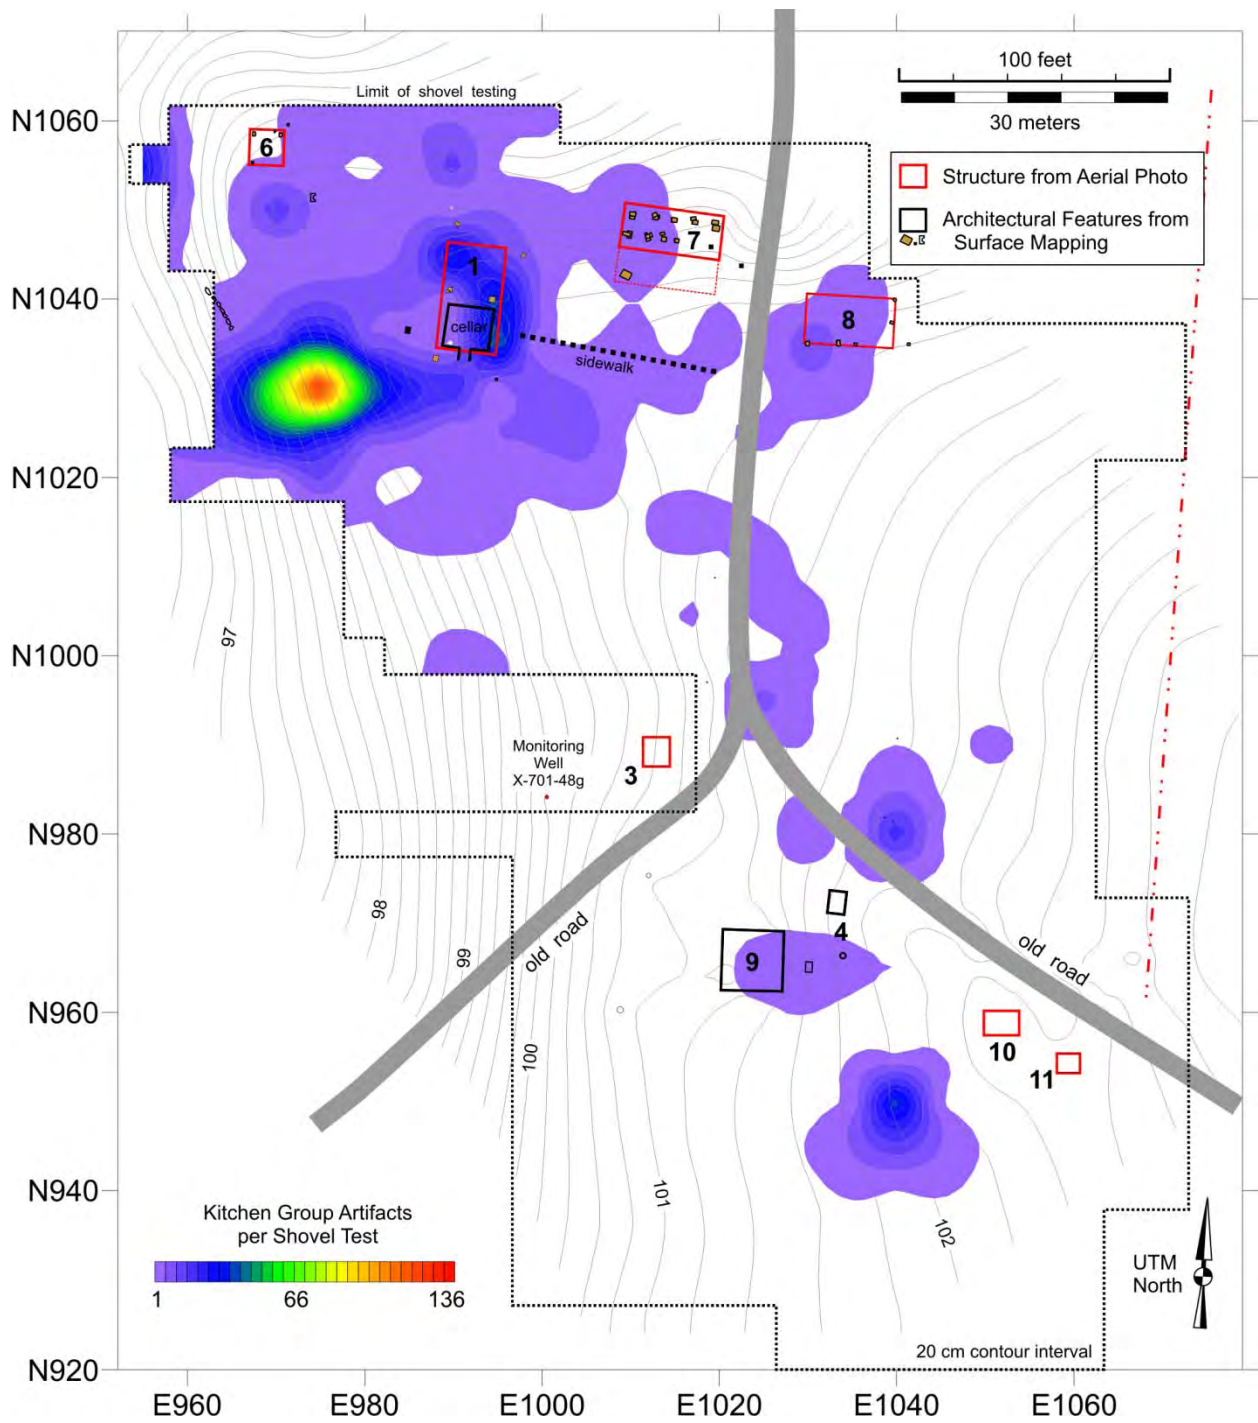 N1060
N1040
N1020
N1000
N980
N960
N940
N920
E960
E980
E1000
E1020
E1040
E1060
Limit of shovel testing
100 feet
30 meters
Structure from Aerial Photo
Architectural Features from
Surface Mapping
6
1
cellar
7
8
sidewalk
97
98
99
100
101
102
Monitoring
Well
X-701-48g
3
old road
old road
4
9
10
11
Kitchen Group Artifacts
per Shovel Test
1 66 136
UTM
North
20 cm contour interval